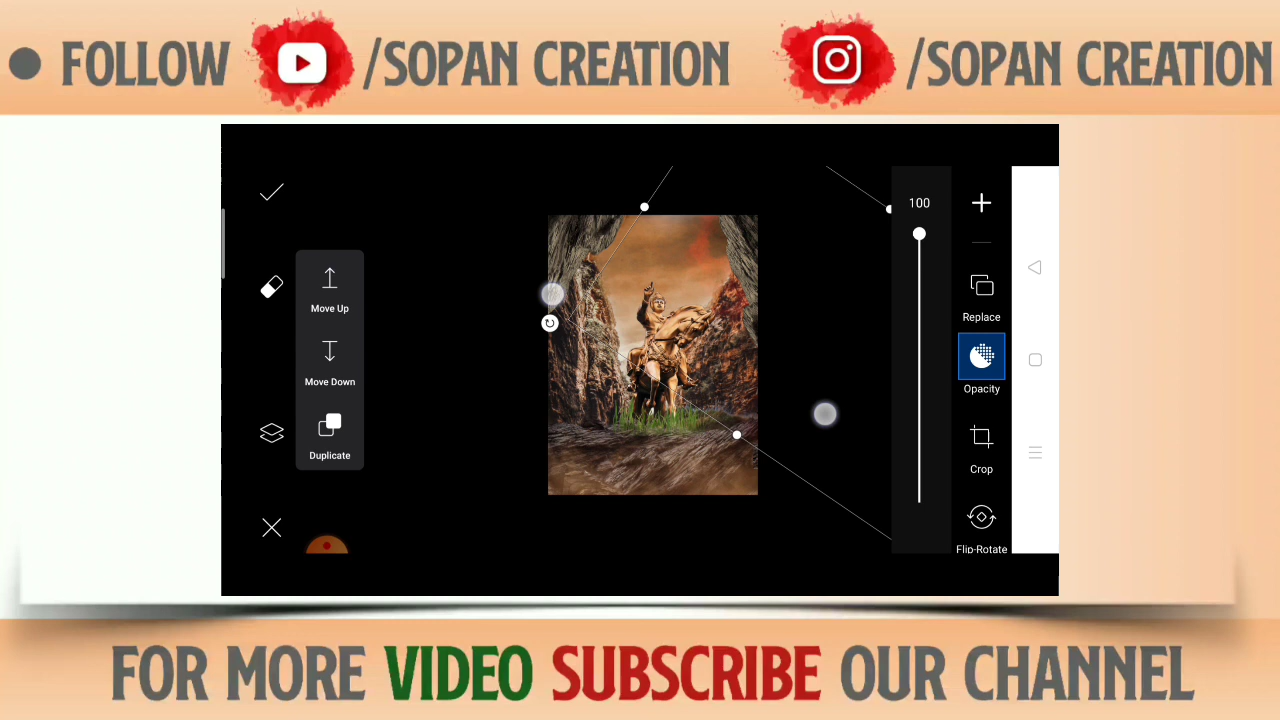 FOLLOW /SOPAN CREATION /SOPAN CREATION
100
Move Up
Replace
Move Down
Opacity
Duplicate
Crop
Flip-Rotate
FOR MORE VIDEO SUBSCRIBE OUR CHANNEL